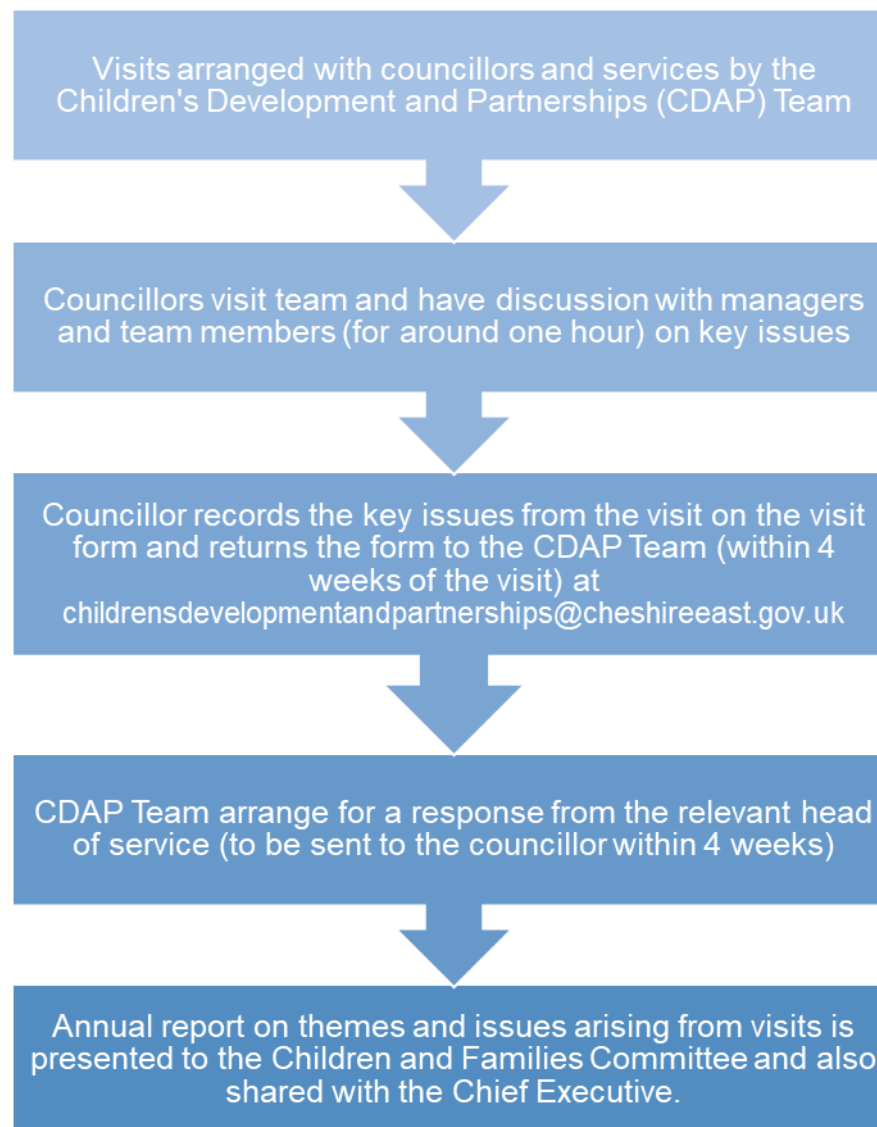 Visits arranged with councillors and services by the
Children's Development and Partnerships (CDAP) Team
Councillors visit team and have discussion with managers
and team members (for around one hour) on key issues
Councillor records the key issues from the visit on the visit
form and returns the form to the CDAP Team (within 4
weeks of the visit) at
childrensdevelopmentandpartnerships@cheshireeast.gov.uk
CDAP Team arrange for a response from the relevant head
of service (to be sent to the councillor within 4 weeks)
Annual report on themes and issues arising from visits is
presented to the Children and Families Committee and also
shared with the Chief Executive.